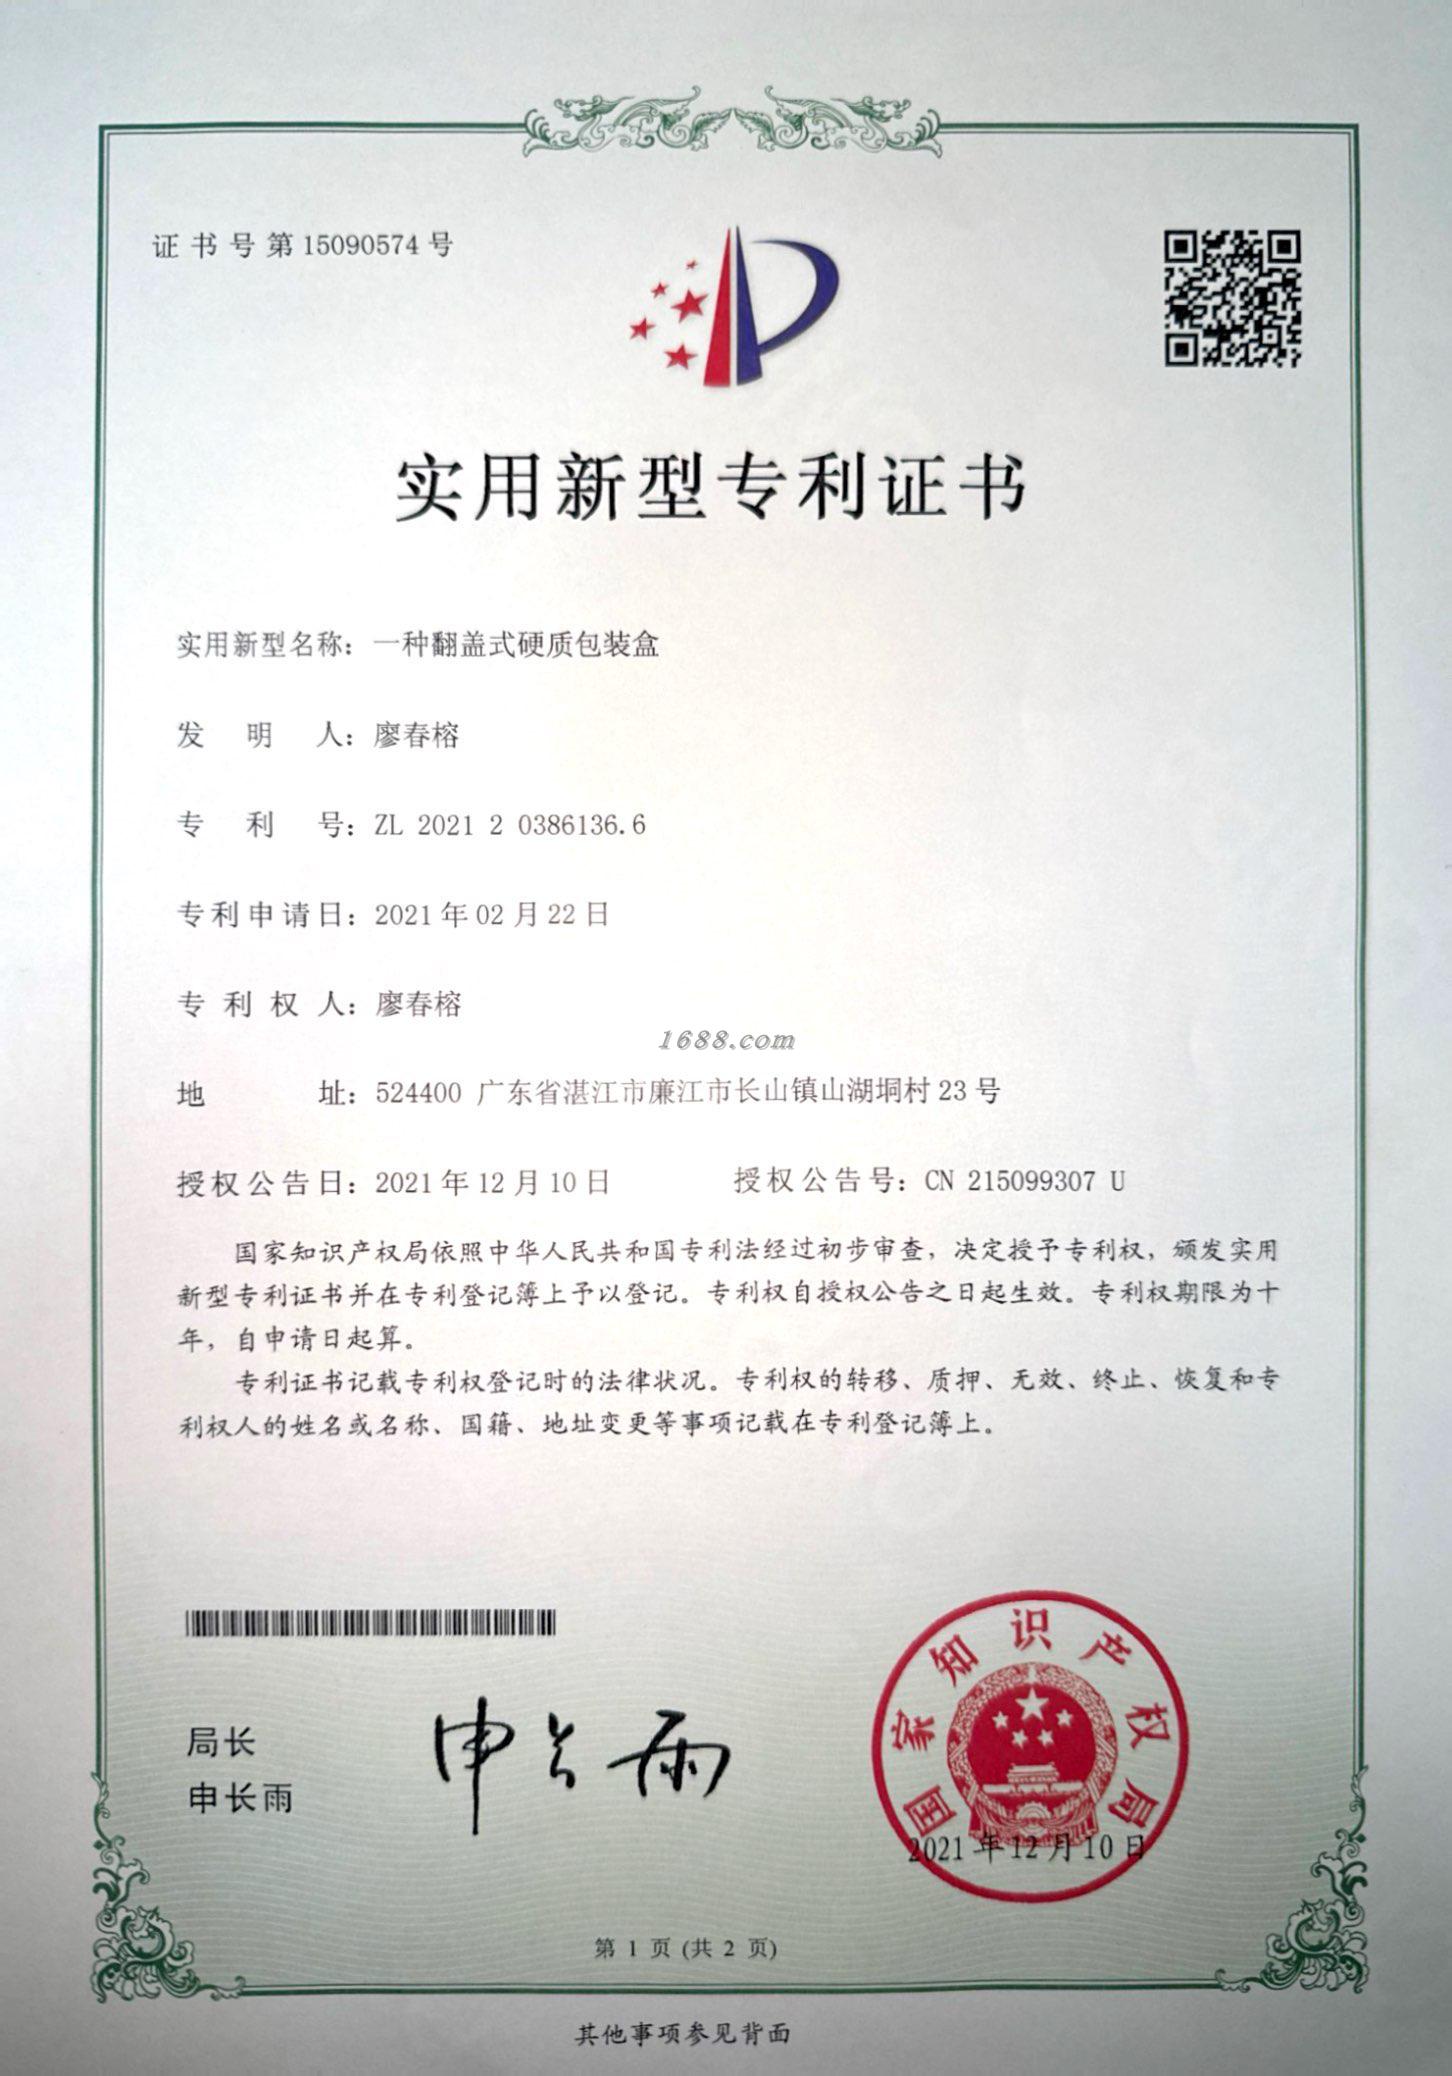 证书号第15090574号
实用新型专利证书
实用新型名称：一种翻盖式硬质包装盒
发明人：廖春榕
专利号：ZL 2021 2 0386136.6
专利申请日：2021年02月22日
专利权人：廖春榕
1688.com
地址：524400 广东省湛江市廉江市长山镇山湖垌村23号
授权公告日：2021年12月10日 授权公告号：CN 215099307 U
国家知识产权局依照中华人民共和国专利法经过初步审查，决定授予专利权，颁发实用
新型专利证书并在专利登记簿上予以登记。专利权自授权公告之日起生效。专利权期限为十
年，自申请日起算。
专利证书记载专利权登记时的法律状况。专利权的转移、质押、无效、终止、恢复和专
利权人的姓名或名称、国籍、地址变更等事项记载在专利登记簿上。
局长
申长雨
申长雨
国家知识产权局
2021年12月10日
第 1 页 (共 2 页)
其他事项参见背面